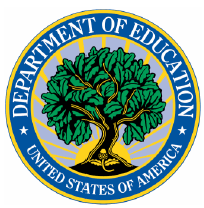 DEPARTMENT OF EDUCATION
UNITED STATES OF AMERICA